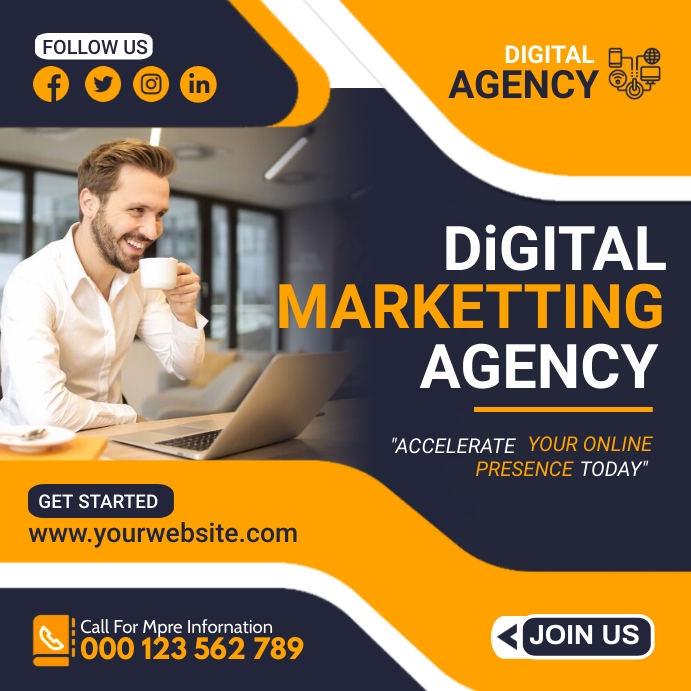 FOLLOW US
DIGITAL
AGENCY
DiGITAL
MARKETTING
AGENCY
"ACCELERATE YOUR ONLINE
PRESENCE TODAY"
GET STARTED
www.yourwebsite.com
Call For Mpre Infornation
000 123 562 789
JOIN US